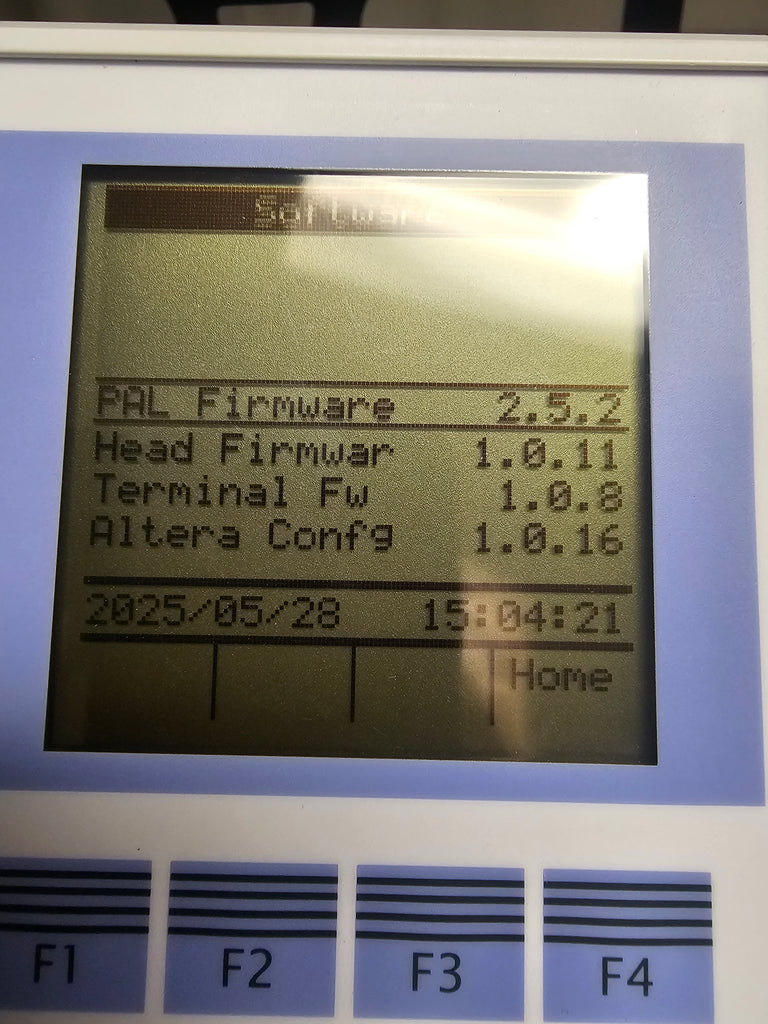 Software
PAL Firmware 2.5.2
Head Firmwar 1.0.11
Terminal Fw 1.0.8
Altera Confg 1.0.16
2025/05/28 15:04:21
Home
F1 F2 F3 F4